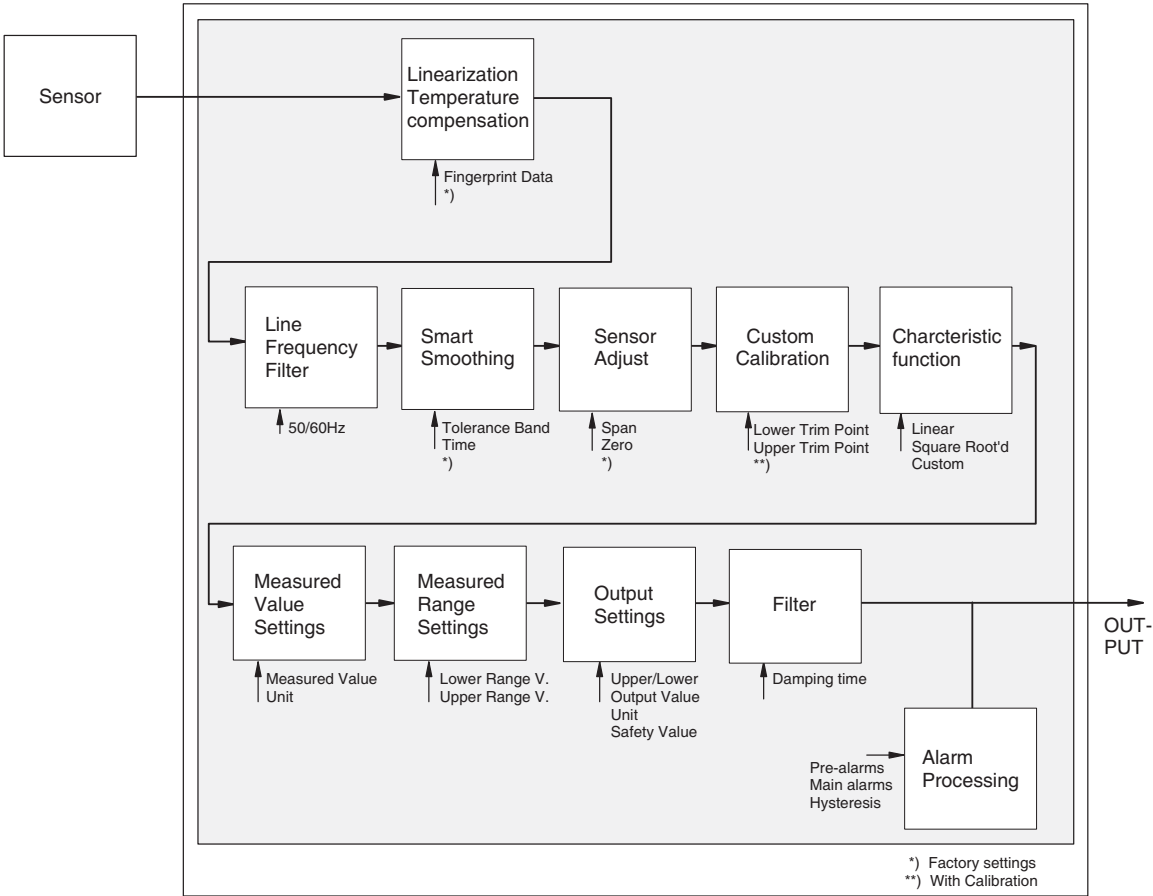 Sensor
Linearization
Temperature
compensation
Fingerprint Data
*)
Line
Frequency
Filter
50/60Hz
Smart
Smoothing
Tolerance Band
Time
*)
Sensor
Adjust
Span
Zero
*)
Custom
Calibration
Lower Trim Point
Upper Trim Point
**)
Charcteristic
function
Linear
Square Root'd
Custom
Measured
Value
Settings
Measured Value
Unit
Measured
Range
Settings
Lower Range V.
Upper Range V.
Output
Settings
Upper/Lower
Output Value
Unit
Safety Value
Filter
Damping time
OUT-
PUT
Pre-alarms
Main alarms
Hysteresis
Alarm
Processing
*) Factory settings
**) With Calibration